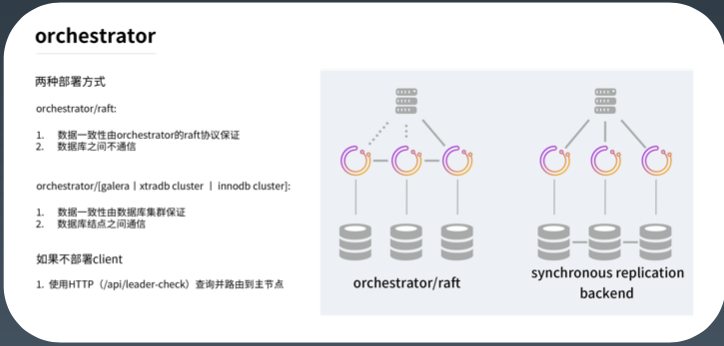 orchestrator
两种部署方式
orchestrator/raft:
1. 数据一致性由orchestrator的raft协议保证
2. 数据库之间不通信
orchestrator/[galera | xtradb cluster | innodb cluster]:
1. 数据一致性由数据库集群保证
2. 数据库结点之间通信
如果不部署client
1. 使用HTTP（/api/leader-check）查询并路由到主节点
orchestrator/raft
synchronous replication
backend